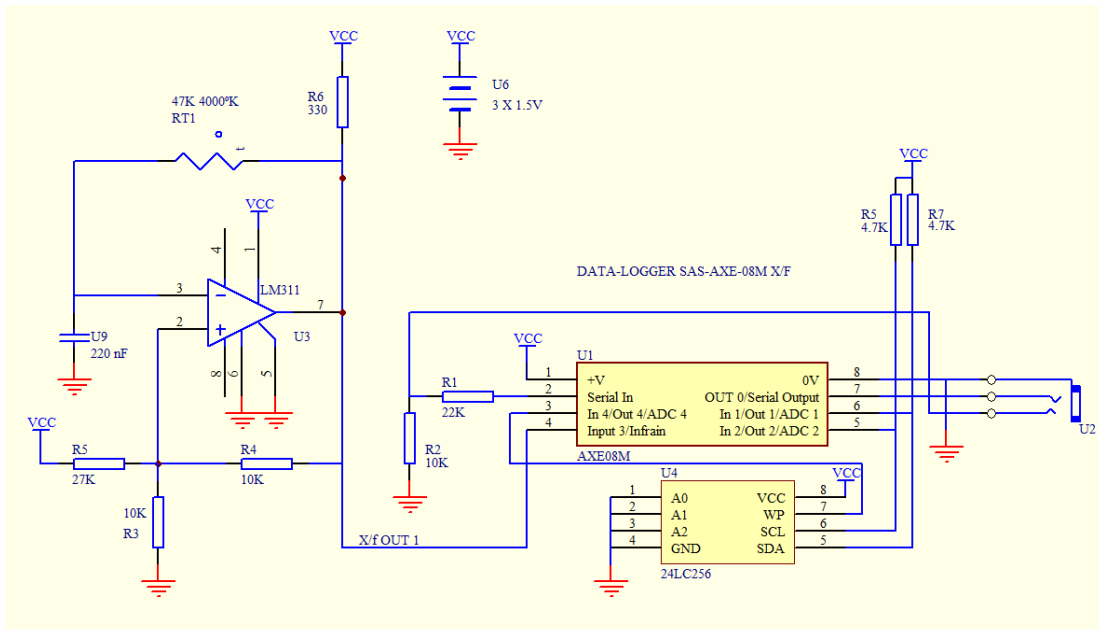 VCC
VCC
R6
330
U6
3 X 1.5V
47K 4000ºK
RT1
t
VCC
4
1
LM311
3
2
7
U3
8
6
5
U9
220 nF
VCC
R5
27K
R4
10K
10K
R3
X/f OUT 1
VCC
R5
4.7K
R7
4.7K
DATA-LOGGER SAS-AXE-08M X/F
VCC
U1
1
+V
0V
8
2
Serial In
OUT 0/Serial Output
7
3
In 4/Out 4/ADC 4
In 1/Out 1/ADC 1
6
4
Input 3/Infrain
In 2/Out 2/ADC 2
5
AXE08M
R1
22K
R2
10K
U2
U4
VCC
1
A0
VCC
8
2
A1
WP
7
3
A2
SCL
6
4
GND
SDA
5
24LC256